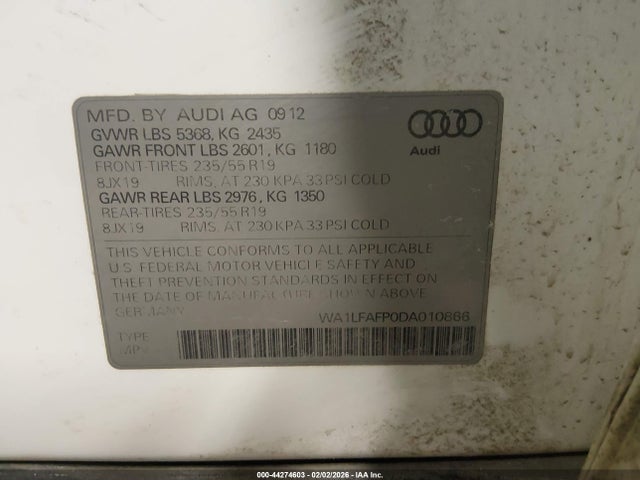 MFD. BY AUDI AG 09 12
GVWR LBS 5368, KG 2435
GAWR FRONT LBS 2601, KG 1180
FRONT-TIRES 235/55 R19
8JX19 RIMS, AT 230 KPA 33 PSI COLD
GAWR REAR LBS 2976, KG 1350
REAR-TIRES 235/55 R19
8JX19 RIMS, AT 230 KPA 33 PSI COLD
Audi
THIS VEHICLE CONFORMS TO ALL APPLICABLE
U.S. FEDERAL MOTOR VEHICLE SAFETY AND
THEFT PREVENTION STANDARDS IN EFFECT ON
THE DATE OF MANUFACTURE SHOWN ABOVE
GERMANY WA1LFAFP0DA010866
TYPE
MPV
000-44274603 - 02/02/2026 - IAA Inc.